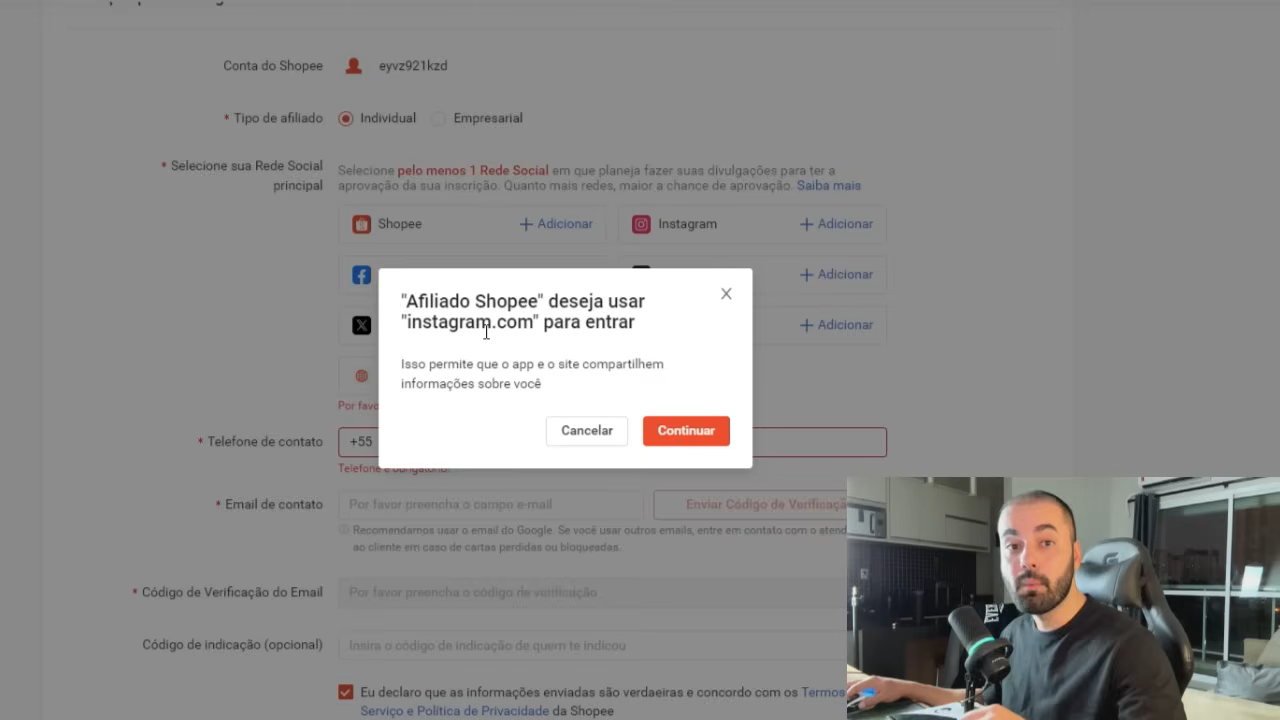 Conta do Shopee eyvz921kzd
* Tipo de afiliado Individual Empresarial
* Selecione sua Rede Social principal
Selecione pelo menos 1 Rede Social em que planeja fazer suas divulgações para ter a
aprovação da sua inscrição. Quanto mais redes, maior a chance de aprovação. Saiba mais
Shopee + Adicionar Instagram + Adicionar
+ Adicionar
+ Adicionar
"Afiliado Shopee" deseja usar
"instagram.com" para entrar
Isso permite que o app e o site compartilhem
informações sobre você
Cancelar Continuar
Por
* Telefone de contato +55
Telefone é obrigatório.
* Email de contato Por favor preencha o campo e-mail Enviar Código de
Recomendamos usar o email do Google. Se você usar outros emails, entre em contato com o
ao cliente em caso de cartas perdidas ou bloqueadas.
* Código de Verificação do Email Por favor preencha o código de verificação
Código de indicação (opcional) Insira o código de indicação de quem te indicou
Eu declaro que as informações enviadas são verdaeiras e concordo com os Termos
Serviço e Política de Privacidade da Shopee